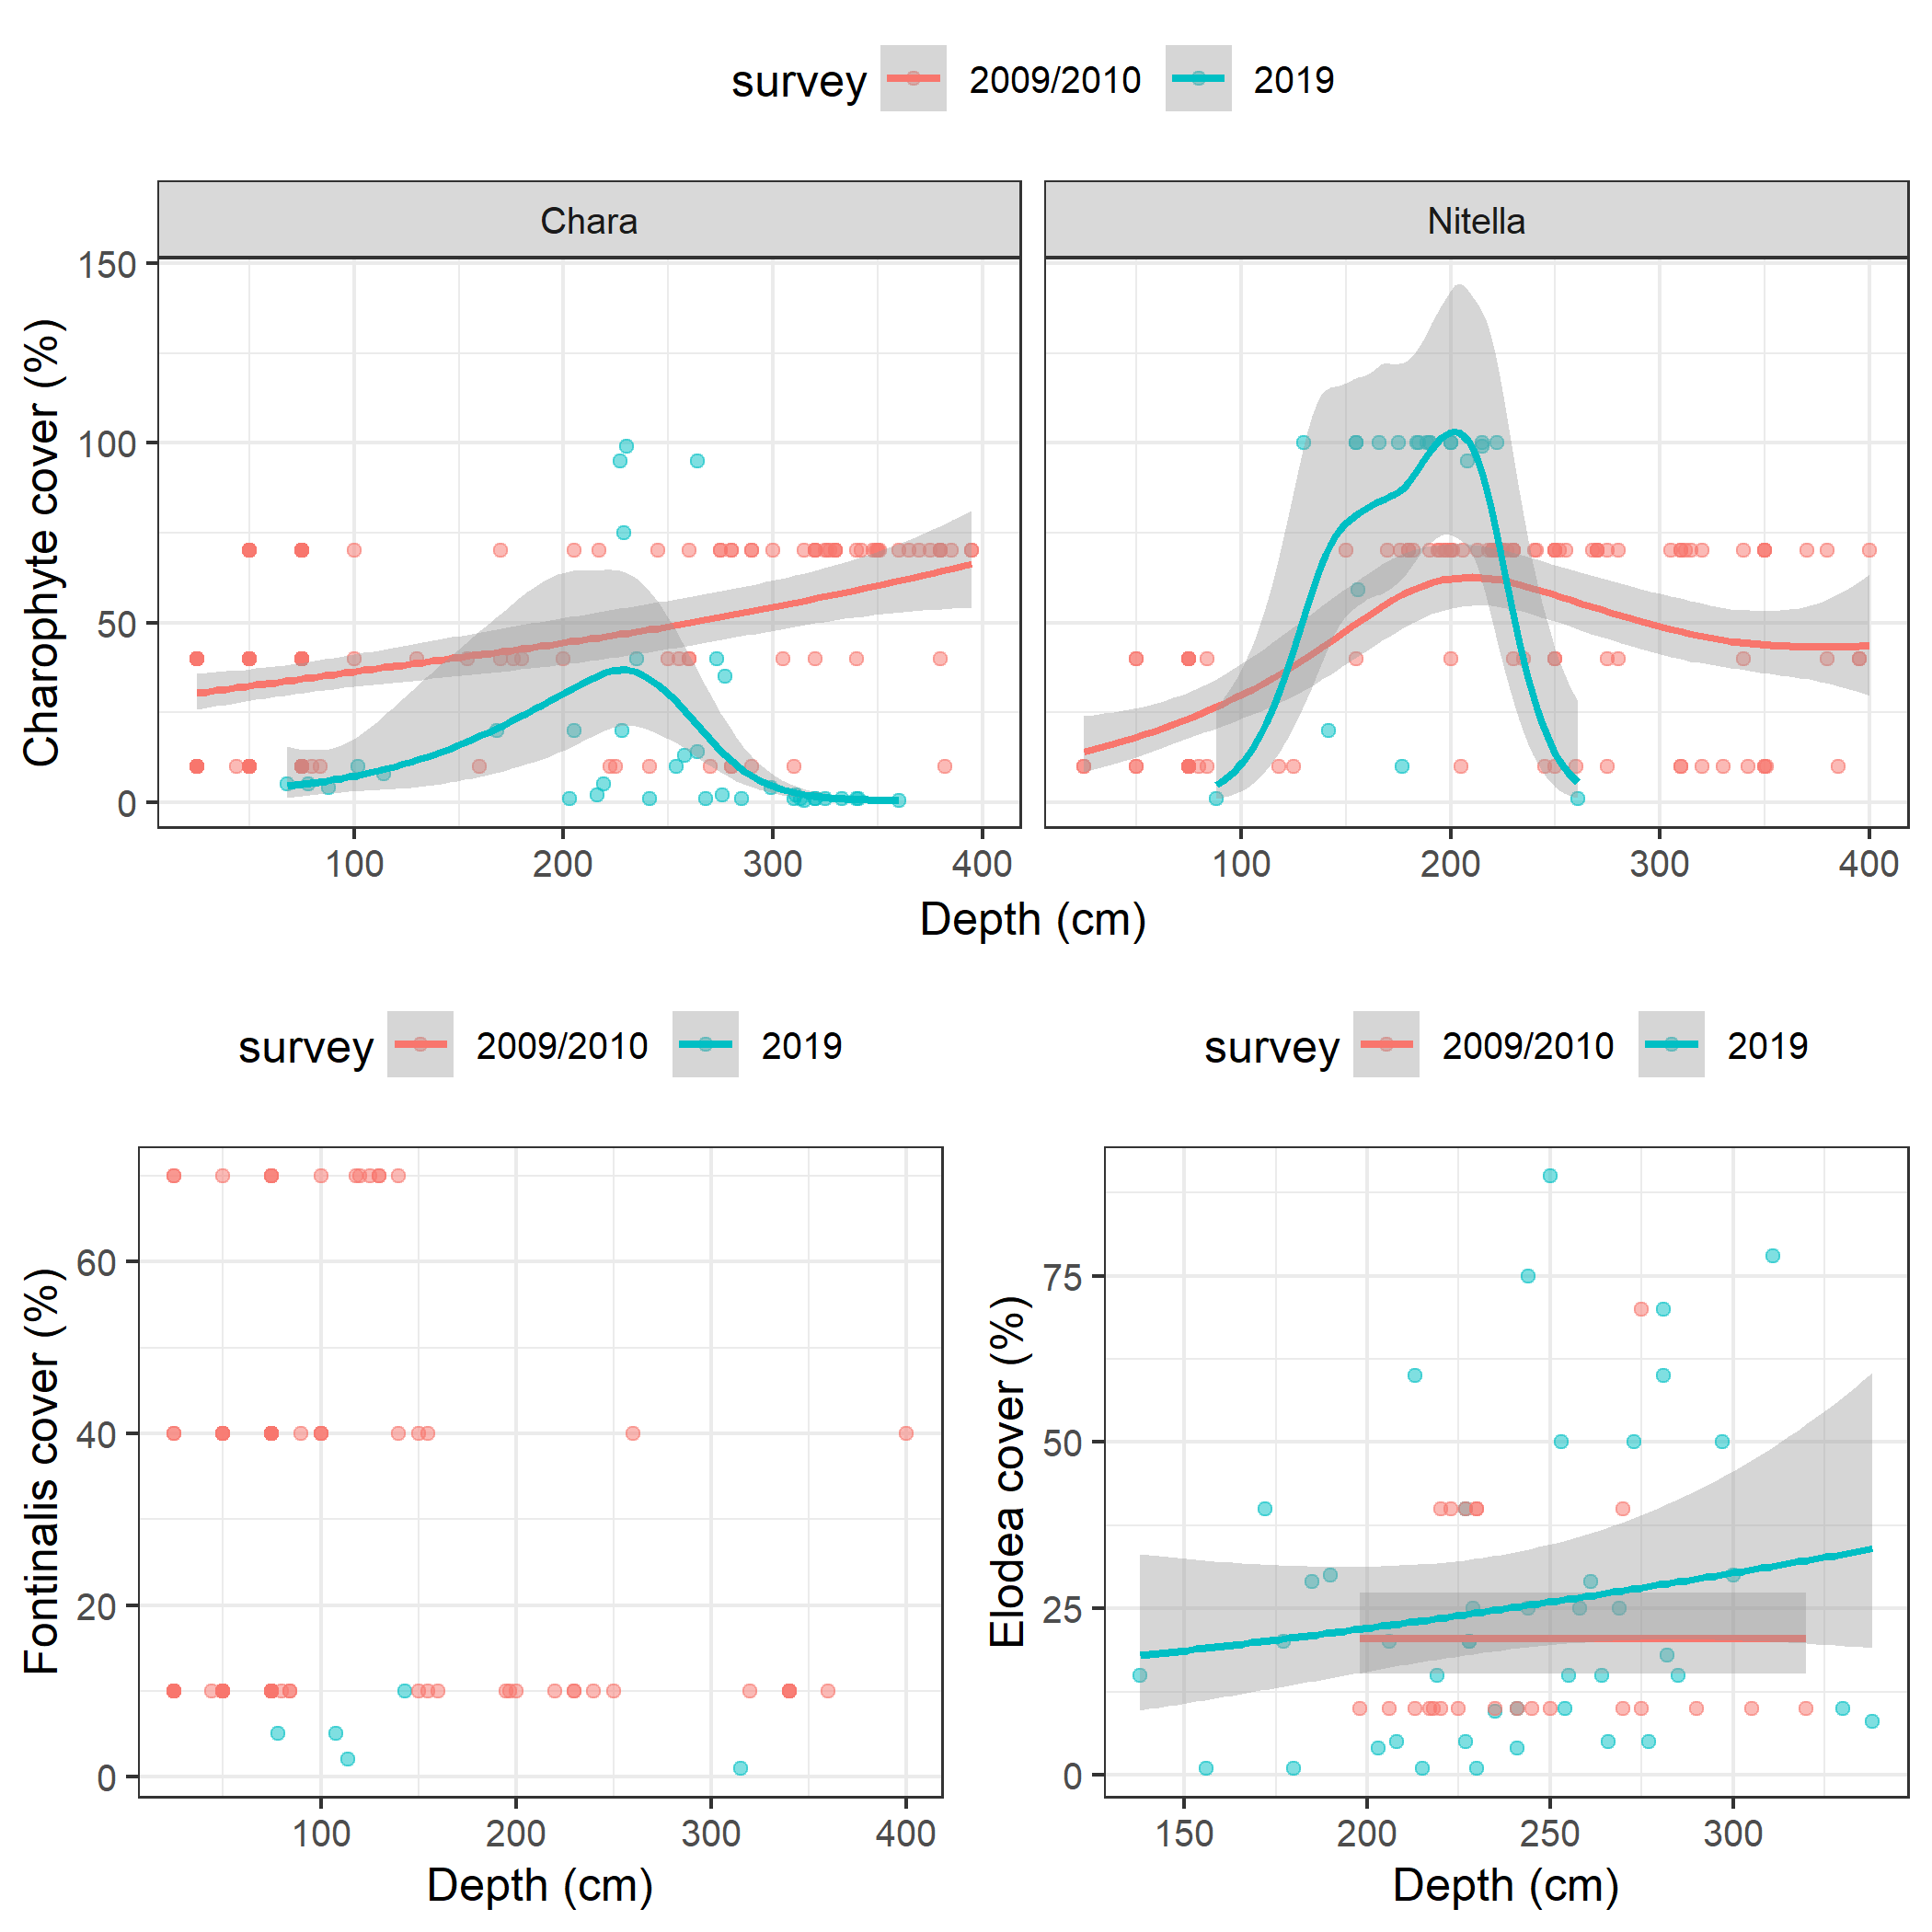 survey 2009/2010 2019
Chara Nitella
Charophyte cover (%)
150
100
50
0
100 200 300 400 100 200 300 400
Depth (cm)
survey 2009/2010 2019 survey 2009/2010 2019
Fontinalis cover (%)
60
40
20
0
100 200 300 400
Depth (cm)
Elodea cover (%)
75
50
25
0
150 200 250 300
Depth (cm)